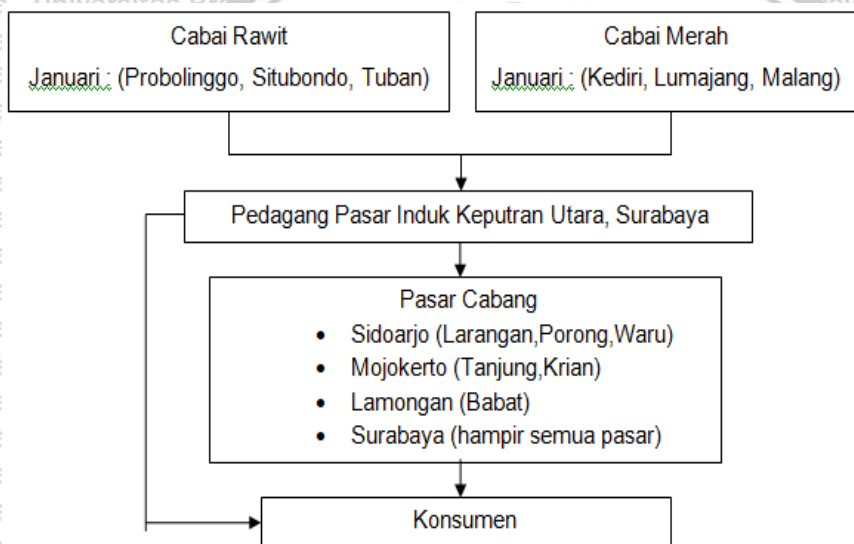 Cabai Rawit
Januari : (Probolinggo, Situbondo, Tuban)
Cabai Merah
Januari : (Kediri, Lumajang, Malang)
Pedagang Pasar Induk Keputran Utara, Surabaya
Pasar Cabang
• Sidoarjo (Larangan,Porong,Waru)
• Mojokerto (Tanjung,Krian)
• Lamongan (Babat)
• Surabaya (hampir semua pasar)
Konsumen